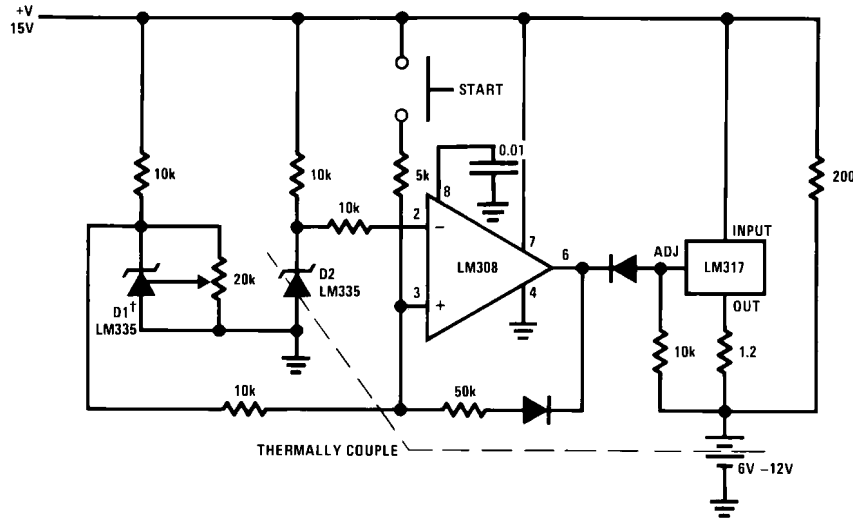 +V
15V
START
0.01
10k
10k
5k
200
10k
8
2
−
7
6
ADJ
INPUT
LM317
LM308
D2
LM335
20k
D1†
LM335
3
+
4
OUT
10k
1.2
10k
50k
THERMALLY COUPLE
6V –12V